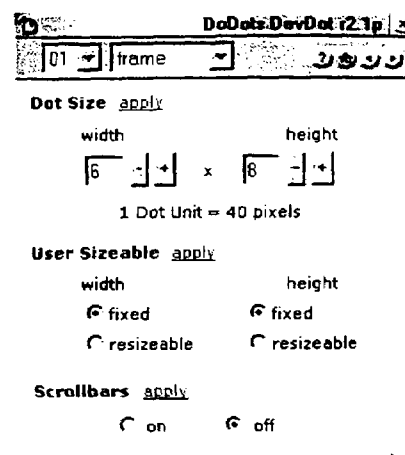 DoDots:DevDot r2.1p
01 frame
Dot Size apply
width height
6 - + x 8 - +
1 Dot Unit = 40 pixels
User Sizeable apply
width height
fixed fixed
resizeable resizeable
Scrollbars apply
on off